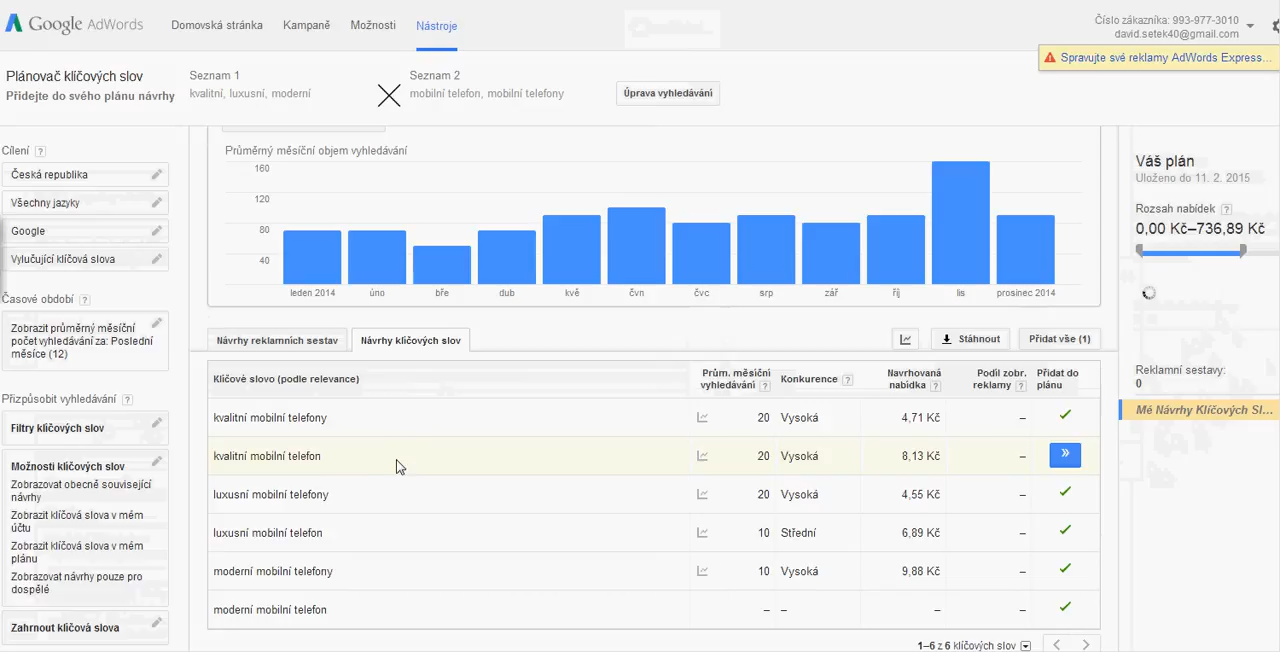 Google AdWords
Domovská stránka
Kampaně
Možnosti
Nástroje
Číslo zákazníka: 993-977-3010
david.setek40@gmail.com
Spravujte své reklamy AdWords Express...
Plánovač klíčových slov
Přidejte do svého plánu návrhy
Seznam 1
kvalitní, luxusní, moderní
Seznam 2
mobilní telefon, mobilní telefony
Úprava vyhledávání
Cílení ?
Česká republika
Všechny jazyky
Google
Vylučující klíčová slova
Časové období ?
Zobrazit průměrný měsíční
počet vyhledávání za: Poslední
měsíce (12)
Přizpůsobit vyhledávání ?
Filtry klíčových slov
Možnosti klíčových slov
Zobrazovat obecně související
návrhy
Zobrazit klíčová slova v mém
účtu
Zobrazit klíčová slova v mém
plánu
Zobrazovat návrhy pouze pro
dospělé
Zahrnout klíčová slova
Průměrný měsíční objem vyhledávání
160
120
80
40
leden 2014 úno bře dub kvě čvn čvc srp zář říj lis prosinec 2014
Návrhy reklamních sestav
Návrhy klíčových slov
Stáhnout
Přidat vše (1)
Klíčové slovo (podle relevance)
Prům. měsíční
vyhledávání ?
Konkurence ?
Navrhovaná
nabídka ?
Podíl zobr.
reklamy ?
Přidat do
plánu
kvalitní mobilní telefony 20 Vysoká 4,71 Kč –
kvalitní mobilní telefon 20 Vysoká 8,13 Kč – »
luxusní mobilní telefony 20 Vysoká 4,55 Kč –
luxusní mobilní telefon 10 Střední 6,89 Kč –
moderní mobilní telefony 10 Vysoká 9,88 Kč –
moderní mobilní telefon – – – –
1–6 z 6 klíčových slov
Váš plán
Uloženo do 11. 2. 2015
Rozsah nabídek ?
0,00 Kč–736,89 Kč
Reklamní sestavy:
0
Mé Návrhy Klíčových Sl...